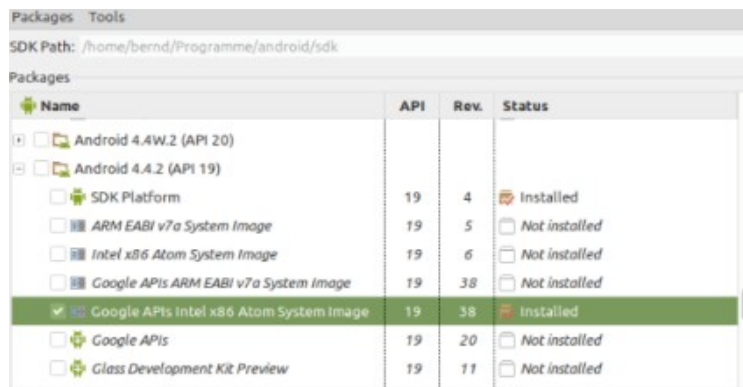 Packages Tools
SDK Path: /home/bernd/Programme/android/sdk
Packages
Name API Rev. Status
Android 4.4W.2 (API 20)
Android 4.4.2 (API 19)
SDK Platform 19 4 Installed
ARM EABI v7a System Image 19 5 Not installed
Intel x86 Atom System Image 19 6 Not installed
Google APIs ARM EABI v7a System Image 19 38 Not installed
Google APIs Intel x86 Atom System Image 19 38 Installed
Google APIs 19 20 Not installed
Glass Development Kit Preview 19 11 Not installed